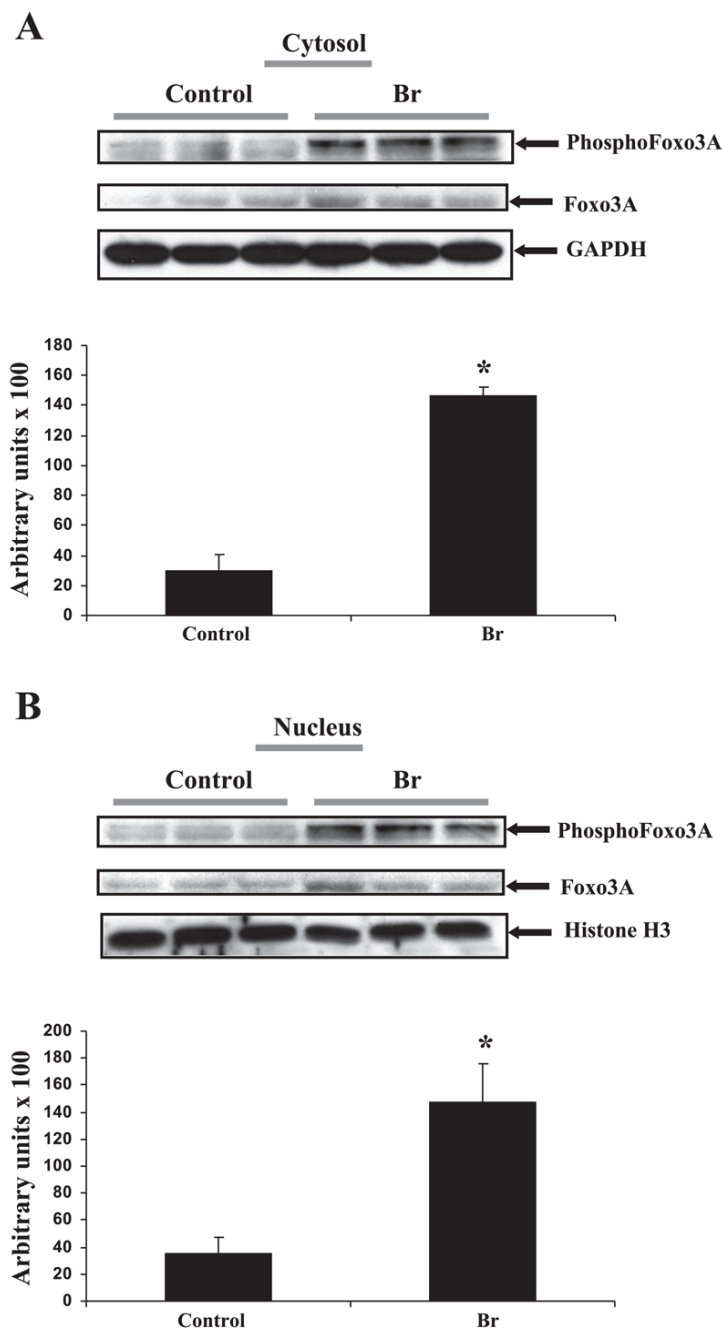 A
Cytosol
Control Br
PhosphoFoxo3A
Foxo3A
GAPDH
Arbitrary units x 100
180
160
*
140
120
100
80
60
40
20
0
Control Br
B
Nucleus
Control Br
PhosphoFoxo3A
Foxo3A
Histone H3
Arbitrary units x 100
200
*
180
160
140
120
100
80
60
40
20
0
Control Br